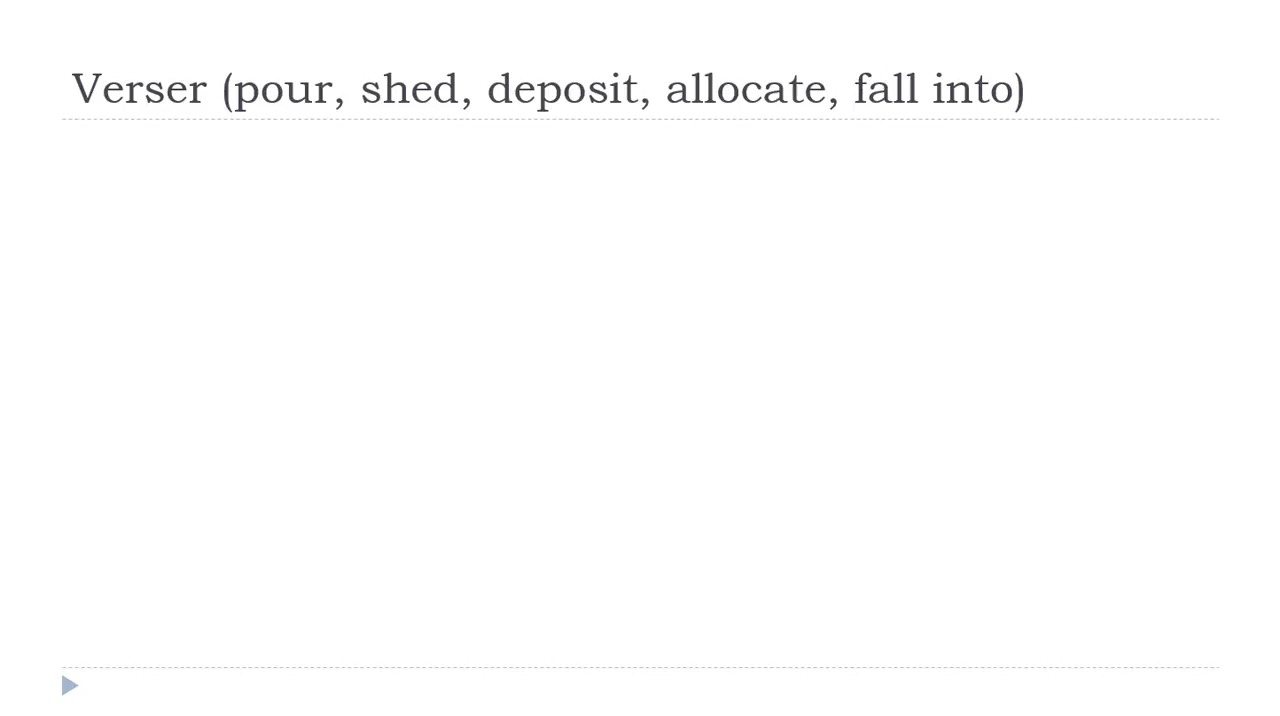 Verser (pour, shed, deposit, allocate, fall into)